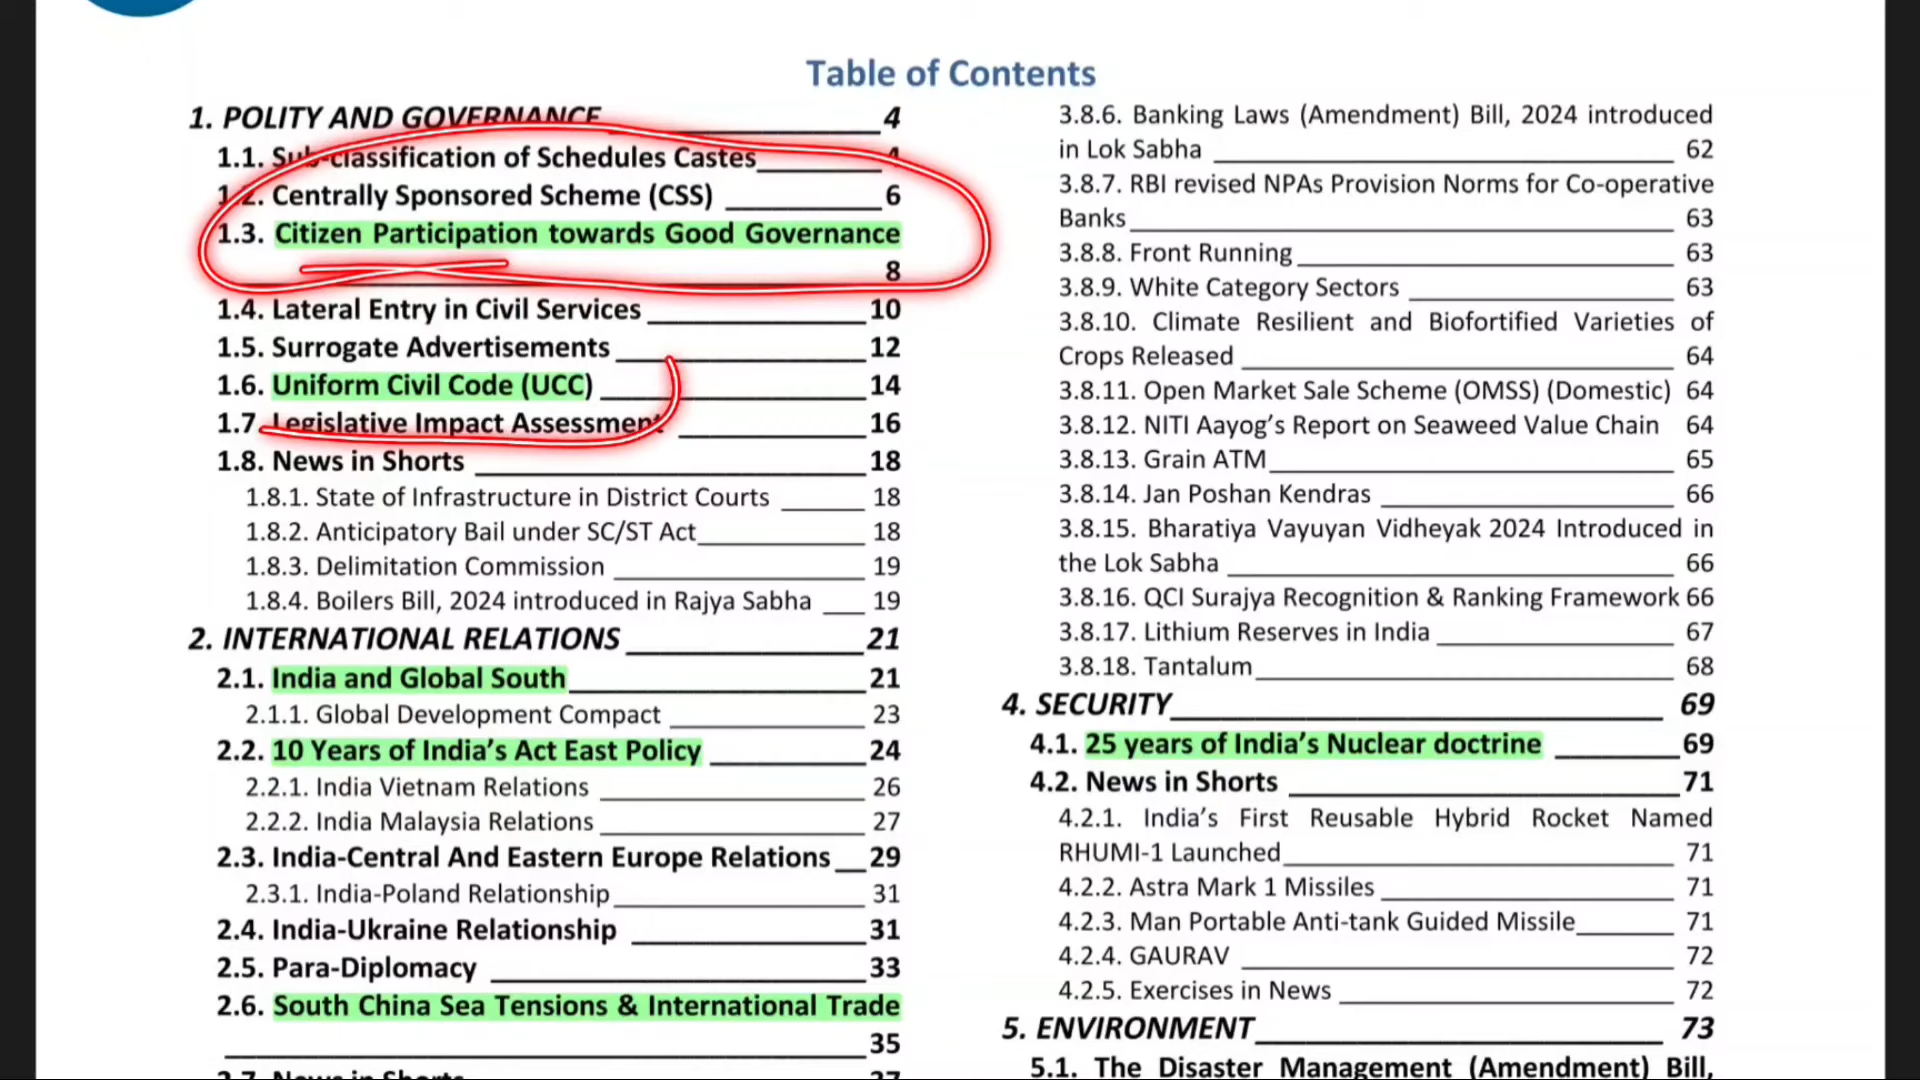 Table of Contents
1. POLITY AND GOVERNANCE 4
1.1. Sub-classification of Schedules Castes 4
1.2. Centrally Sponsored Scheme (CSS) 6
1.3. Citizen Participation towards Good Governance
8
1.4. Lateral Entry in Civil Services 10
1.5. Surrogate Advertisements 12
1.6. Uniform Civil Code (UCC) 14
1.7. Legislative Impact Assessment 16
1.8. News in Shorts 18
1.8.1. State of Infrastructure in District Courts 18
1.8.2. Anticipatory Bail under SC/ST Act 18
1.8.3. Delimitation Commission 19
1.8.4. Boilers Bill, 2024 introduced in Rajya Sabha 19
2. INTERNATIONAL RELATIONS 21
2.1. India and Global South 21
2.1.1. Global Development Compact 23
2.2. 10 Years of India's Act East Policy 24
2.2.1. India Vietnam Relations 26
2.2.2. India Malaysia Relations 27
2.3. India-Central And Eastern Europe Relations 29
2.3.1. India-Poland Relationship 31
2.4. India-Ukraine Relationship 31
2.5. Para-Diplomacy 33
2.6. South China Sea Tensions & International Trade
35
2.7. News in Shorts 37
3.8.6. Banking Laws (Amendment) Bill, 2024 introduced
in Lok Sabha 62
3.8.7. RBI revised NPAs Provision Norms for Co-operative
Banks 63
3.8.8. Front Running 63
3.8.9. White Category Sectors 63
3.8.10. Climate Resilient and Biofortified Varieties of
Crops Released 64
3.8.11. Open Market Sale Scheme (OMSS) (Domestic) 64
3.8.12. NITI Aayog's Report on Seaweed Value Chain 64
3.8.13. Grain ATM 65
3.8.14. Jan Poshan Kendras 66
3.8.15. Bharatiya Vayuyan Vidheyak 2024 Introduced in
the Lok Sabha 66
3.8.16. QCI Surajya Recognition & Ranking Framework 66
3.8.17. Lithium Reserves in India 67
3.8.18. Tantalum 68
4. SECURITY 69
4.1. 25 years of India's Nuclear doctrine 69
4.2. News in Shorts 71
4.2.1. India's First Reusable Hybrid Rocket Named
RHUMI-1 Launched 71
4.2.2. Astra Mark 1 Missiles 71
4.2.3. Man Portable Anti-tank Guided Missile 71
4.2.4. GAURAV 72
4.2.5. Exercises in News 72
5. ENVIRONMENT 73
5.1. The Disaster Management (Amendment) Bill,